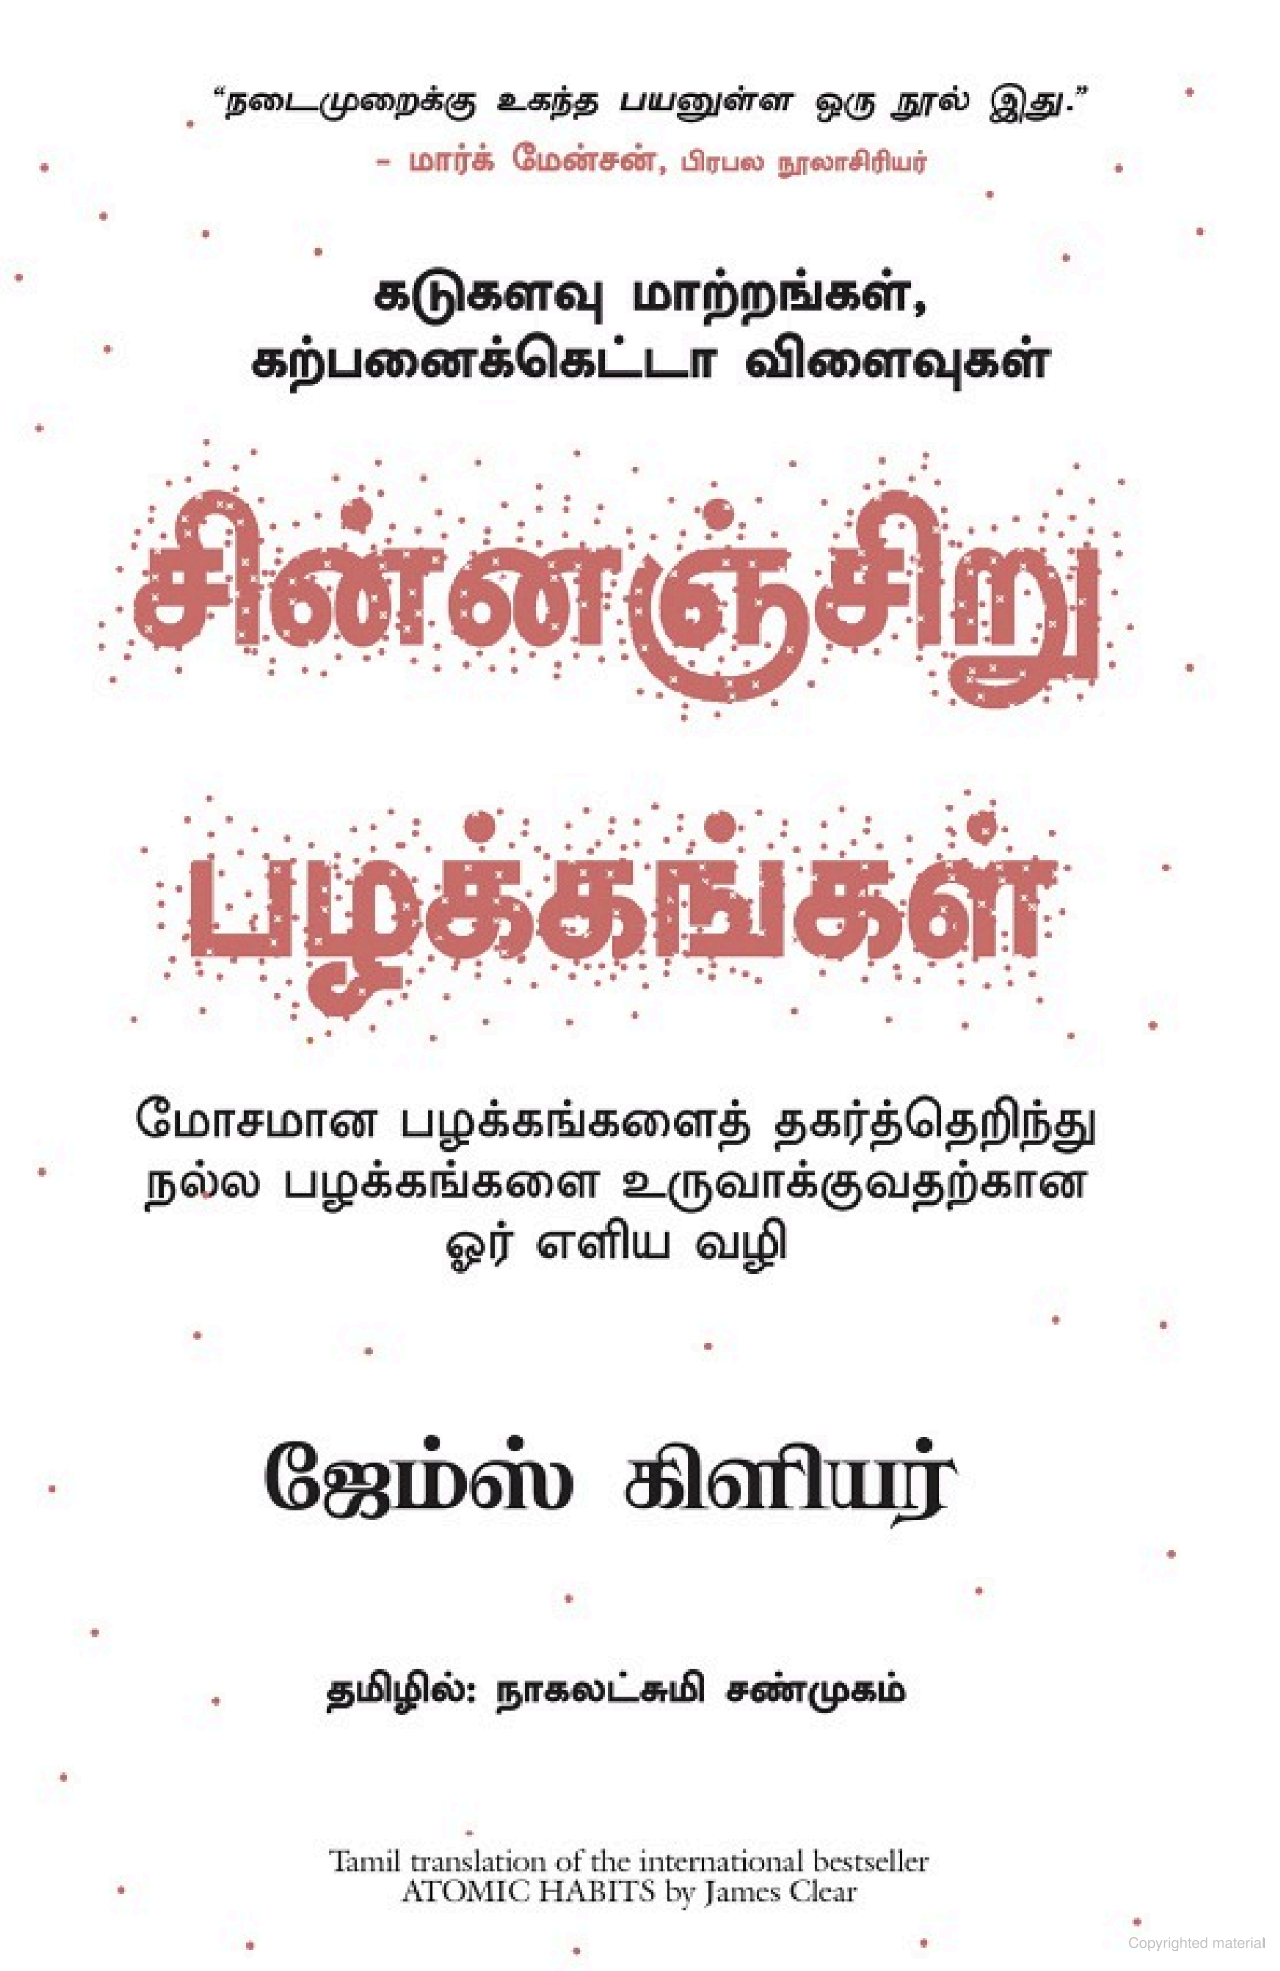 “நடைமுறைக்கு உகந்த பயனுள்ள ஒரு நூல் இது.”
– மார்க் மேன்சன், பிரபல நூலாசிரியர்
கடுகளவு மாற்றங்கள்,
கற்பனைக்கெட்டா விளைவுகள்
சின்னஞ்சிறு
பழக்கங்கள்
மோசமான பழக்கங்களைத் தகர்த்தெறிந்து
நல்ல பழக்கங்களை உருவாக்குவதற்கான
ஓர் எளிய வழி
ஜேம்ஸ் கிளியர்
தமிழில்: நாகலட்சுமி சண்முகம்
Tamil translation of the international bestseller
ATOMIC HABITS by James Clear
Copyrighted material